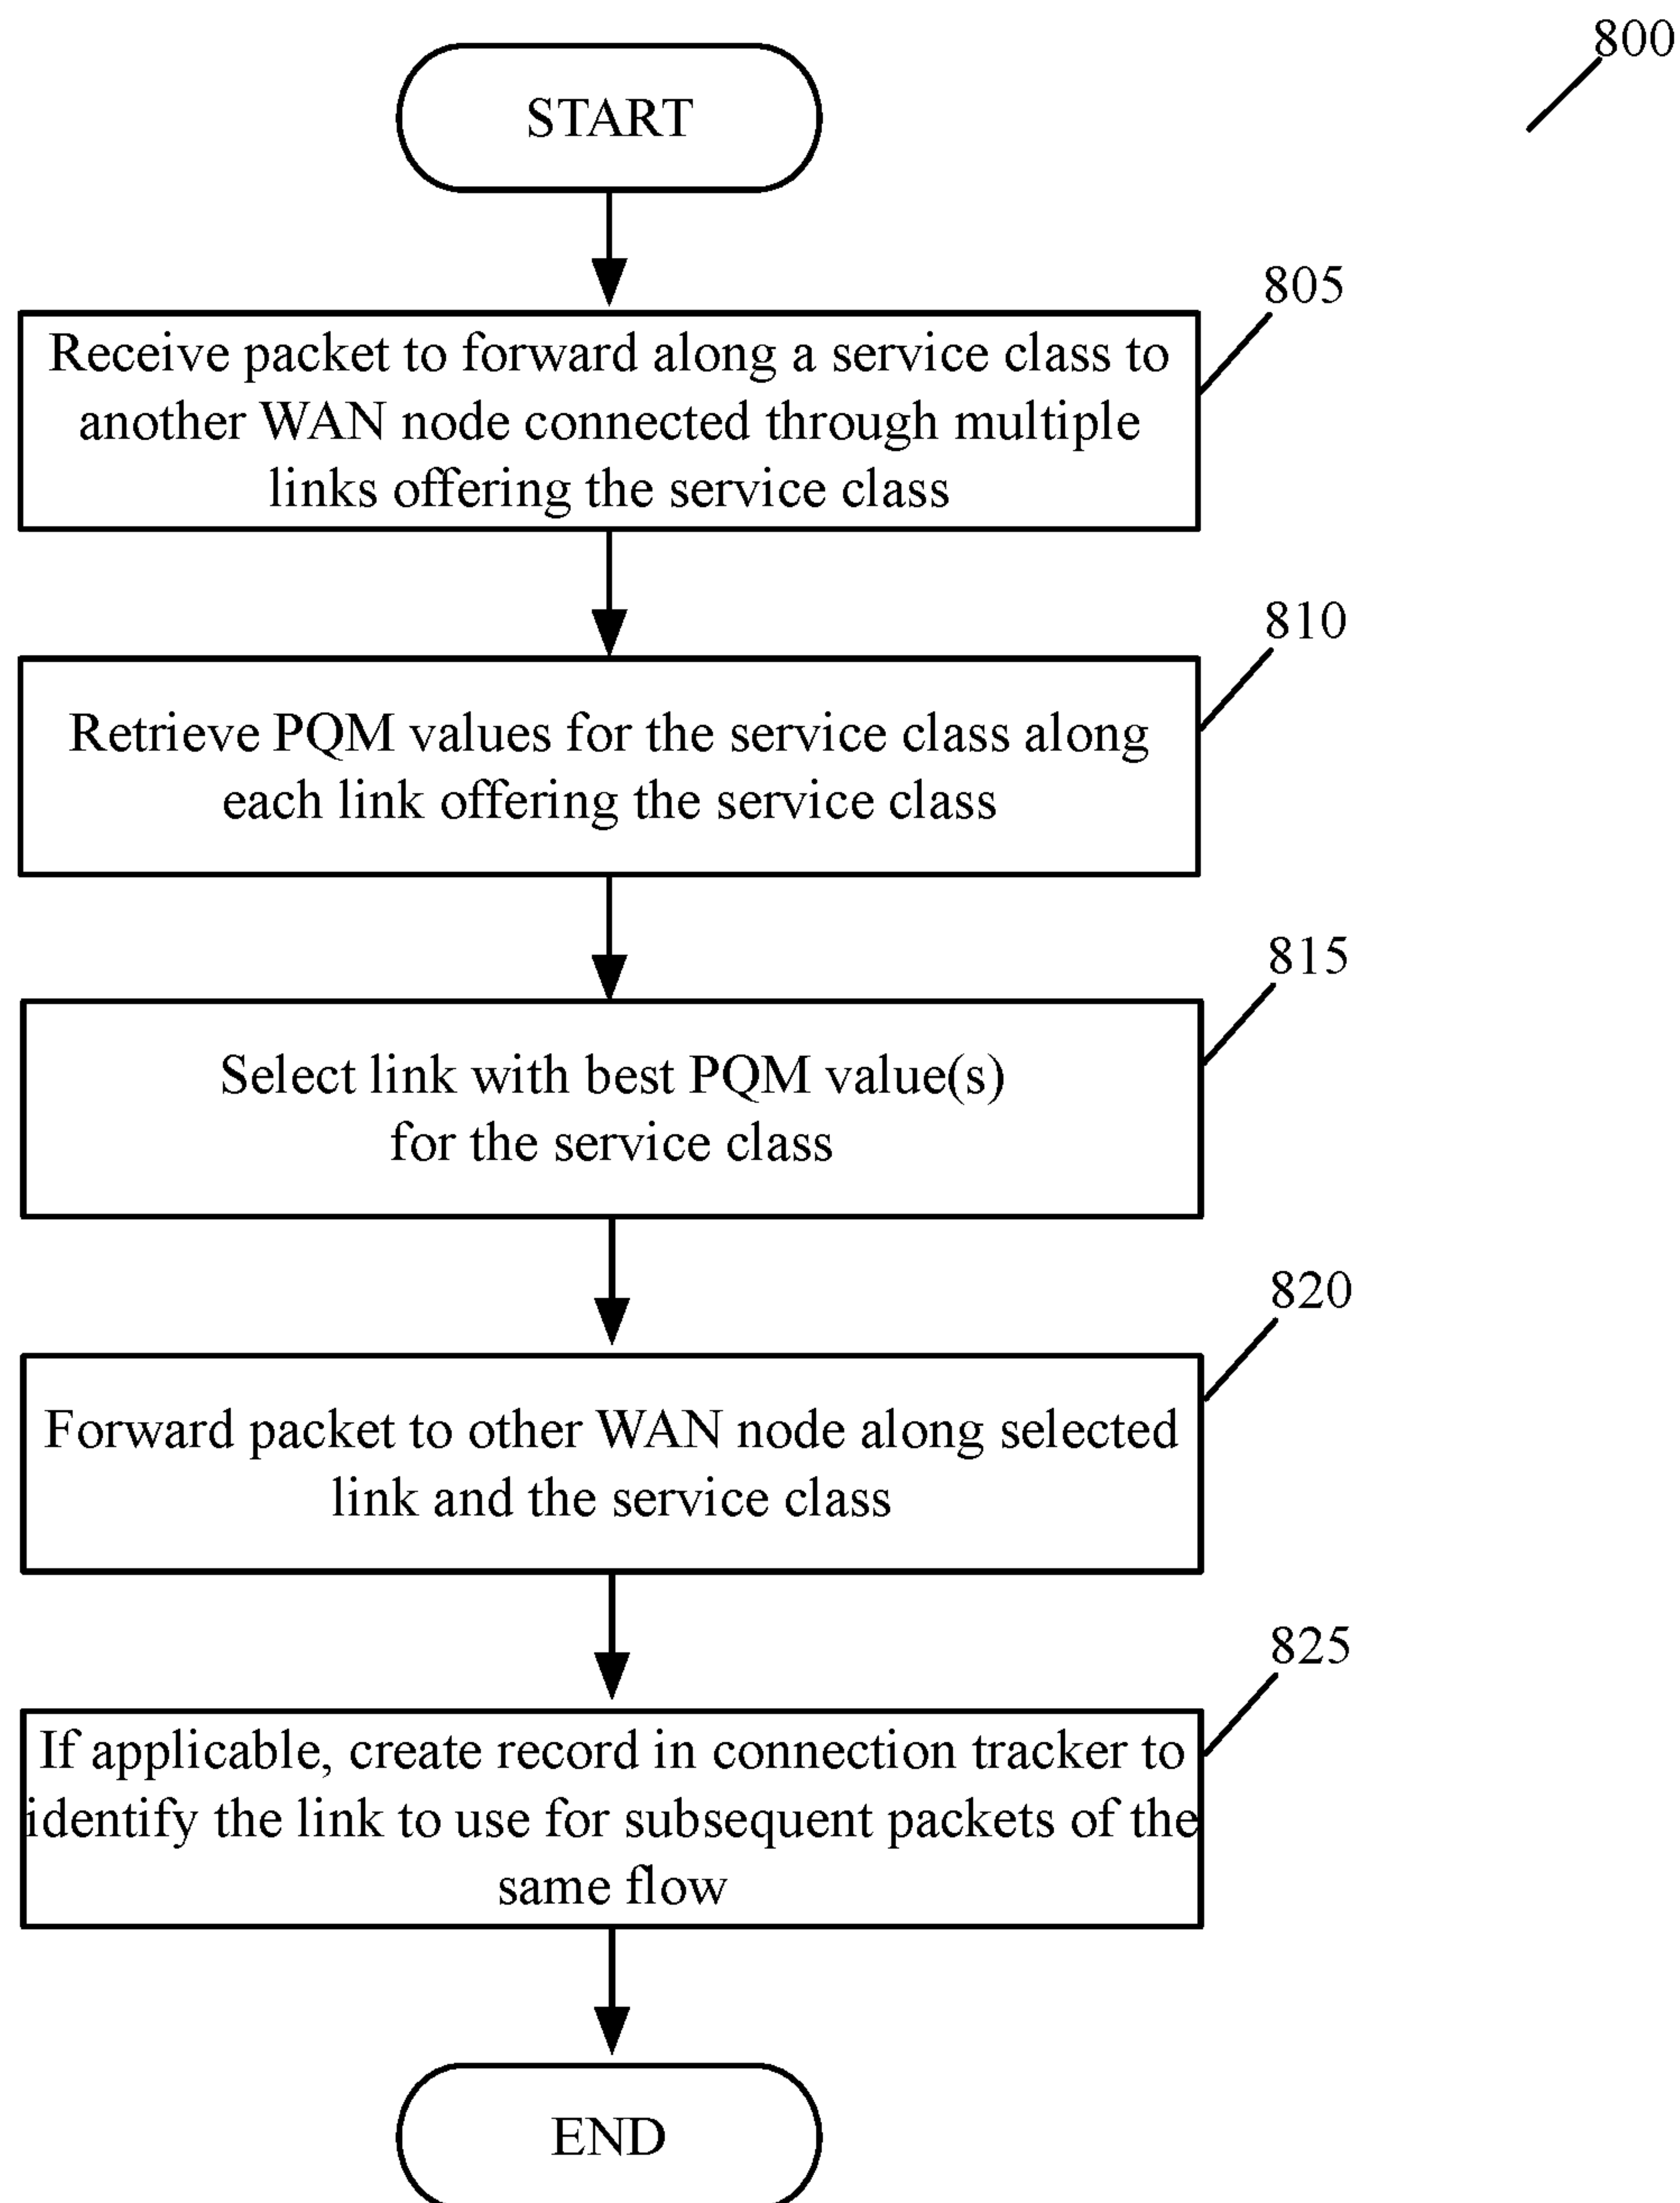 800
START
805
Receive packet to forward along a service class to
another WAN node connected through multiple
links offering the service class
810
Retrieve PQM values for the service class along
each link offering the service class
815
Select link with best PQM value(s)
for the service class
820
Forward packet to other WAN node along selected
link and the service class
825
If applicable, create record in connection tracker to
identify the link to use for subsequent packets of the
same flow
END